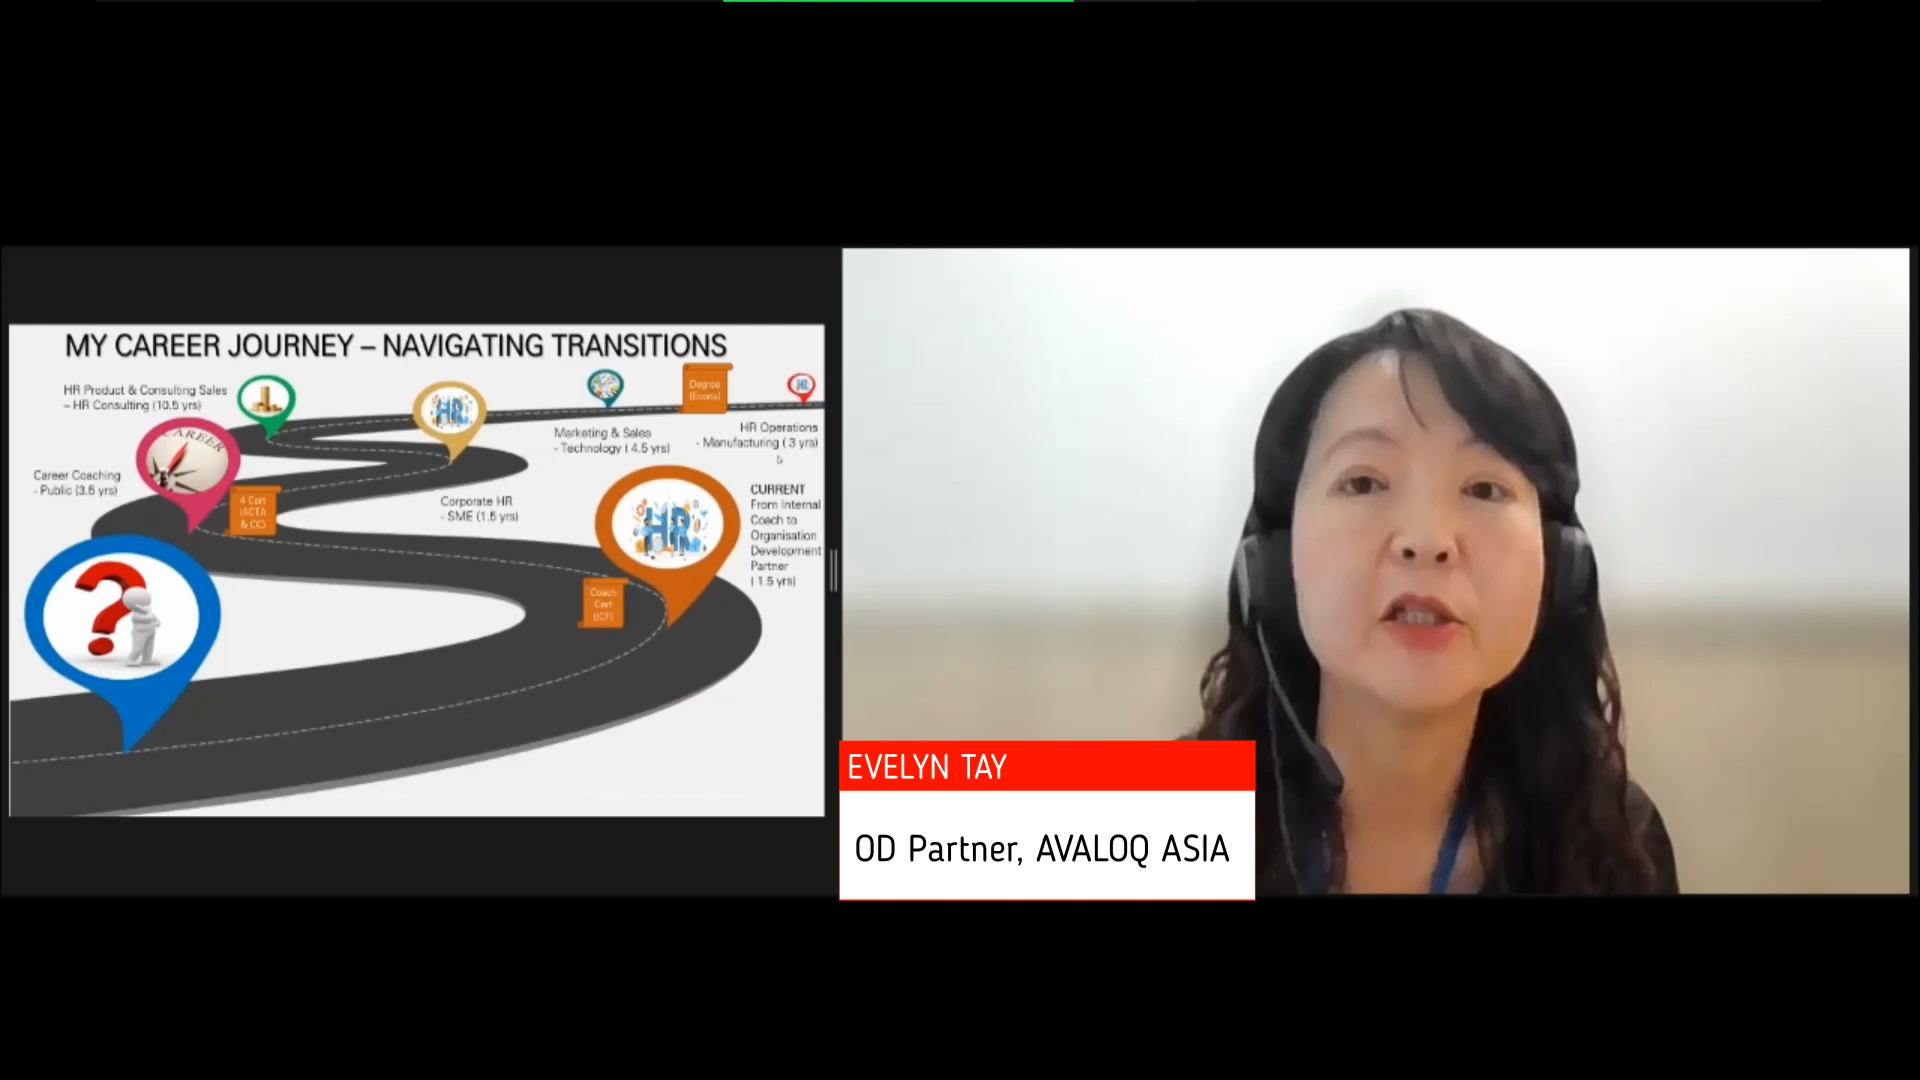 MY CAREER JOURNEY – NAVIGATING TRANSITIONS
HR Product & Consulting Sales
– HR Consulting (10.5 yrs)
Degree
(Econs)
HR
HR
Marketing & Sales
- Technology ( 4.5 yrs)
HR Operations
- Manufacturing ( 3 yrs)
CAREER
Career Coaching
- Public (3.5 yrs)
4 Cert
(ACTA
& CC)
Corporate HR
- SME (1.5 yrs)
HR
CURRENT
From Internal
Coach to
Organisation
Development
Partner
( 1.5 yrs)
?
Coach
Cert
(ICF)
EVELYN TAY
OD Partner, AVALOQ ASIA